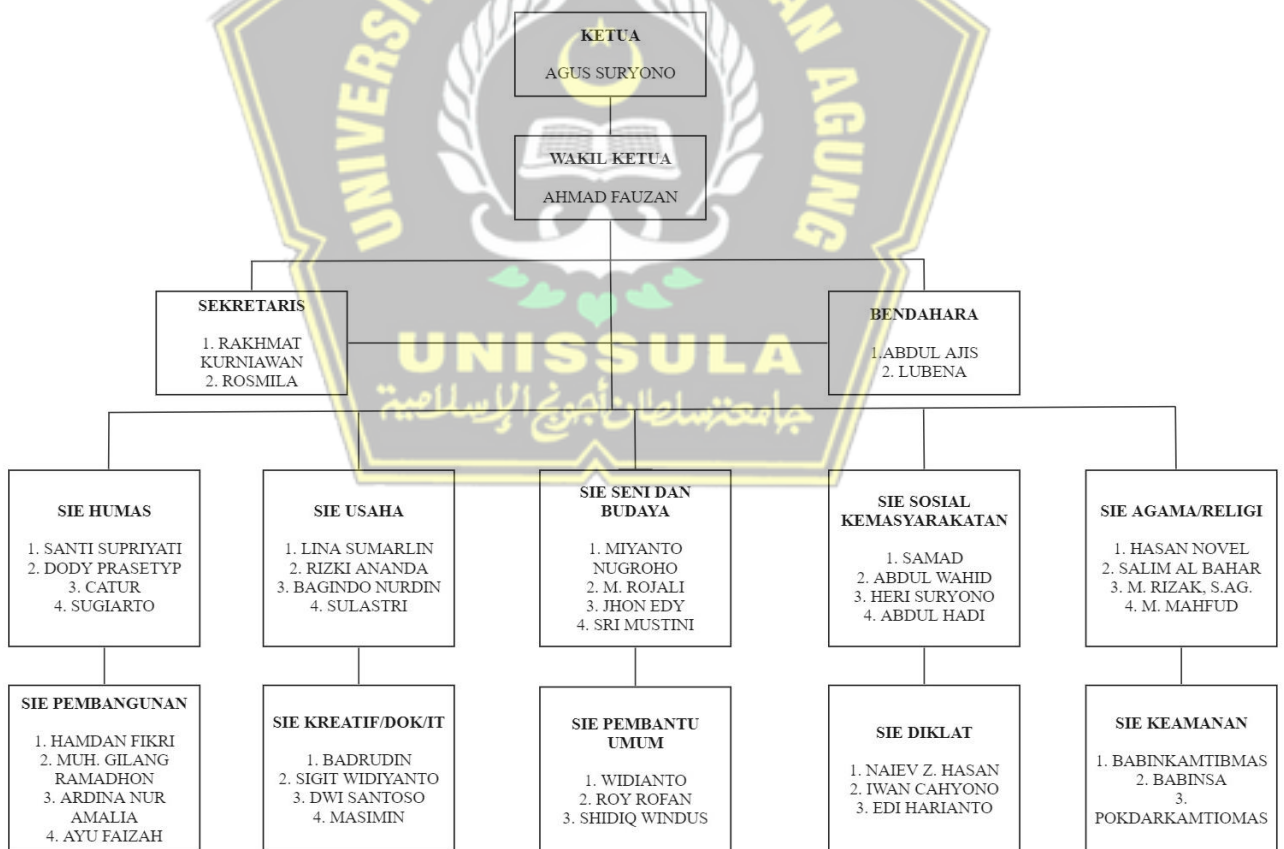 KETUA
AGUS SURYONO
WAKIL KETUA
AHMAD FAUZAN
SEKRETARIS
1. RAKHMAT
KURNIAWAN
2. ROSMILA
BENDAHARA
1.ABDUL AJIS
2. LUBENA
UNISSULA
جامعتنسلطان أجونج الإسلامية
SIE HUMAS
1. SANTI SUPRIYATI
2. DODY PRASETYP
3. CATUR
4. SUGIARTO
SIE USAHA
1. LINA SUMARLIN
2. RIZKI ANANDA
3. BAGINDO NURDIN
4. SULASTRI
SIE SENI DAN
BUDAYA
1. MIYANTO
NUGROHO
2. M. ROJALI
3. JHON EDY
4. SRI MUSTINI
SIE SOSIAL
KEMASYARAKATAN
1. SAMAD
2. ABDUL WAHID
3. HERI SURYONO
4. ABDUL HADI
SIE AGAMA/RELIGI
1. HASAN NOVEL
2. SALIM AL BAHAR
3. M. RIZAK, S.AG.
4. M. MAHFUD
SIE PEMBANGUNAN
1. HAMDAN FIKRI
2. MUH. GILANG
RAMADHON
3. ARDINA NUR
AMALIA
4. AYU FAIZAH
SIE KREATIF/DOK/IT
1. BADRUDIN
2. SIGIT WIDIYANTO
3. DWI SANTOSO
4. MASIMIN
SIE PEMBANTU
UMUM
1. WIDIANTO
2. ROY ROFAN
3. SHIDIQ WINDUS
SIE DIKLAT
1. NAIEV Z. HASAN
2. IWAN CAHYONO
3. EDI HARIANTO
SIE KEAMANAN
1. BABINKAMTIBMAS
2. BABINSA
3.
POKDARKAMTIOMAS